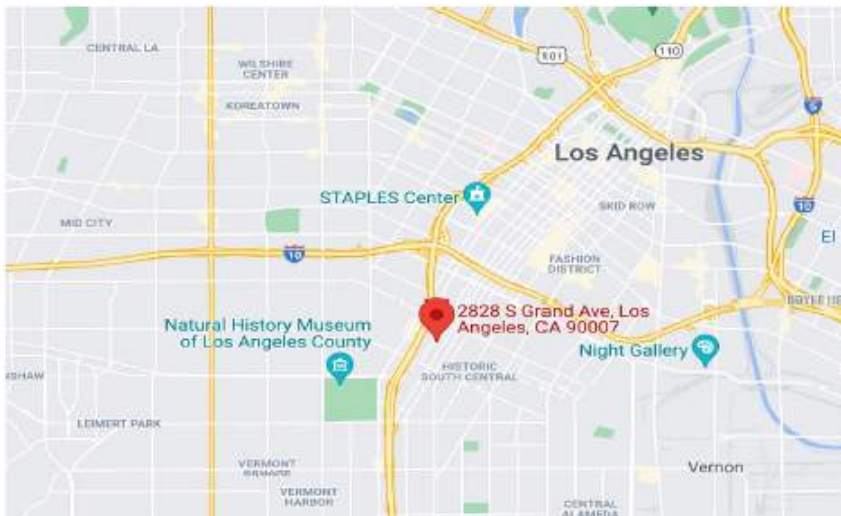 CENTRAL LA
WILSHIRE
CENTER
KOREATOWN
101
110
5
Los Angeles
STAPLES Center
SKID ROW
10
MID CITY
El
10
FASHION
DISTRICT
2828 S Grand Ave, Los
Angeles, CA 90007
Natural History Museum
of Los Angeles County
Night Gallery
HISTORIC
SOUTH CENTRAL
LEIMERT PARK
VERMONT
Vernon
VERMONT
HARBOR
CENTRAL
ALAMEDA